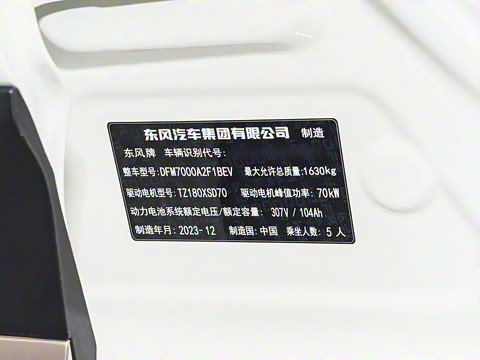 东风汽车集团有限公司 制造
东风牌 车辆识别代号:
整车型号:DFM7000A2F1BEV 最大允许总质量:1630kg
驱动电机型号:TZ180XSD70 驱动电机峰值功率:70kW
动力电池系统额定电压/额定容量: 307V / 104Ah
制造年月:2023-12 制造国:中国 乘坐人数:5 人